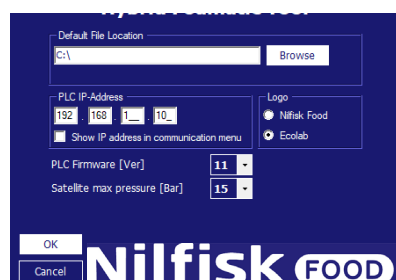 Default File Location
C:\
Browse
PLC IP-Address
192 . 168 . 1__ . 10_
Show IP address in communication menu
Logo
Nilfisk Food
Ecolab
PLC Firmware [Ver] 11
Satellite max pressure [Bar] 15
OK
Cancel
Nilfisk FOOD